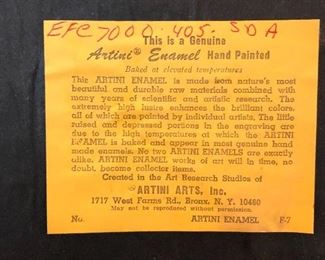 EFC 7000. 405. SDA
This is a Genuine
Artini® Enamel Hand Painted
Baked at elevated temperatures
This ARTINI ENAMEL is made from nature's most
beautiful and durable raw materials combined with
many years of scientific and artistic research. The
extremely high lustre enhances the brilliant colors,
all of which are painted by individual artists. The little
raised and depressed portions in the engraving are
due to the high temperatures at which the ARTINI
ENAMEL is baked and appear in most genuine hand
made enamels. No two ARTINI ENAMELS are exactly
alike. ARTINI ENAMEL works of art will in time, no
doubt, become collector items.
Created in the Art Research Studios of
ARTINI ARTS, Inc.
1717 West Farms Rd., Bronx, N. Y. 10460
May not be reproduced without permission.
No. ARTINI ENAMEL F-7